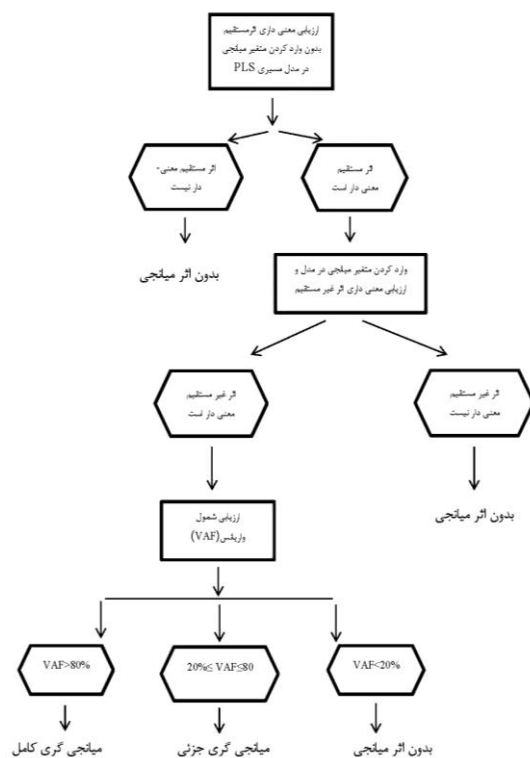 ارزیابی معنی داری اثرمستقیم
بدون وارد کردن متغیر میانجی
در مدل مسیری PLS
اثر مستقیم
معنی دار است
اثر مستقیم معنی-
دار نیست
بدون اثر میانجی
وارد کردن متغیر میانجی در مدل و
ارزیابی معنی داری اثر غیر مستقیم
اثر غیر مستقیم
معنی دار نیست
اثر غیر مستقیم
معنی دار است
بدون اثر میانجی
ارزیابی شمول
واریانس(VAF)
VAF<20%
20%≤ VAF≤80
VAF>80%
بدون اثر میانجی
میانجی گری جزئی
میانجی گری کامل